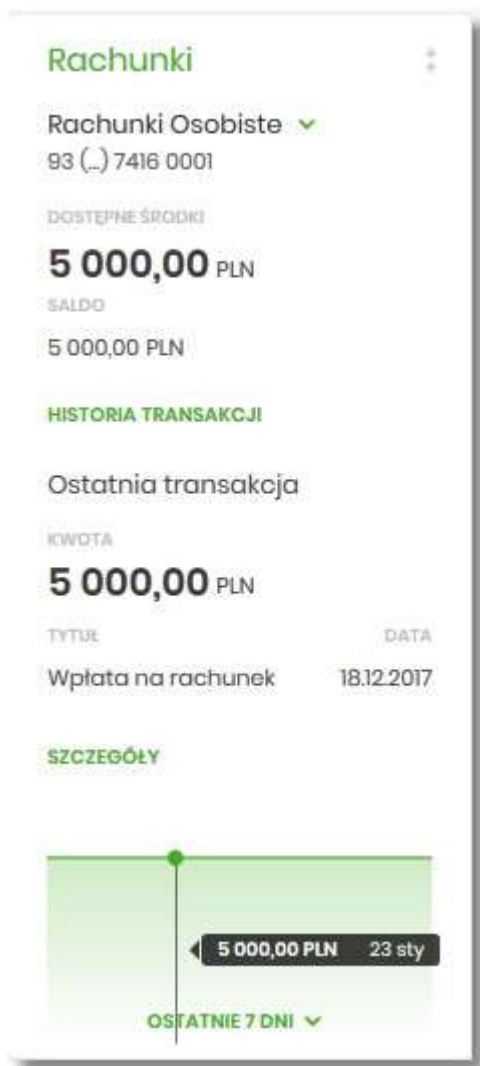 Rachunki
Rachunki Osobiste
93 (...) 7416 0001
DOSTĘPNE ŚRODKI
5 000,00 PLN
SALDO
5 000,00 PLN
HISTORIA TRANSAKCJI
Ostatnia transakcja
KWOTA
5 000,00 PLN
TYTUŁ DATA
Wpłata na rachunek 18.12.2017
SZCZEGÓŁY
5 000,00 PLN 23 sty
OSTATNIE 7 DNI